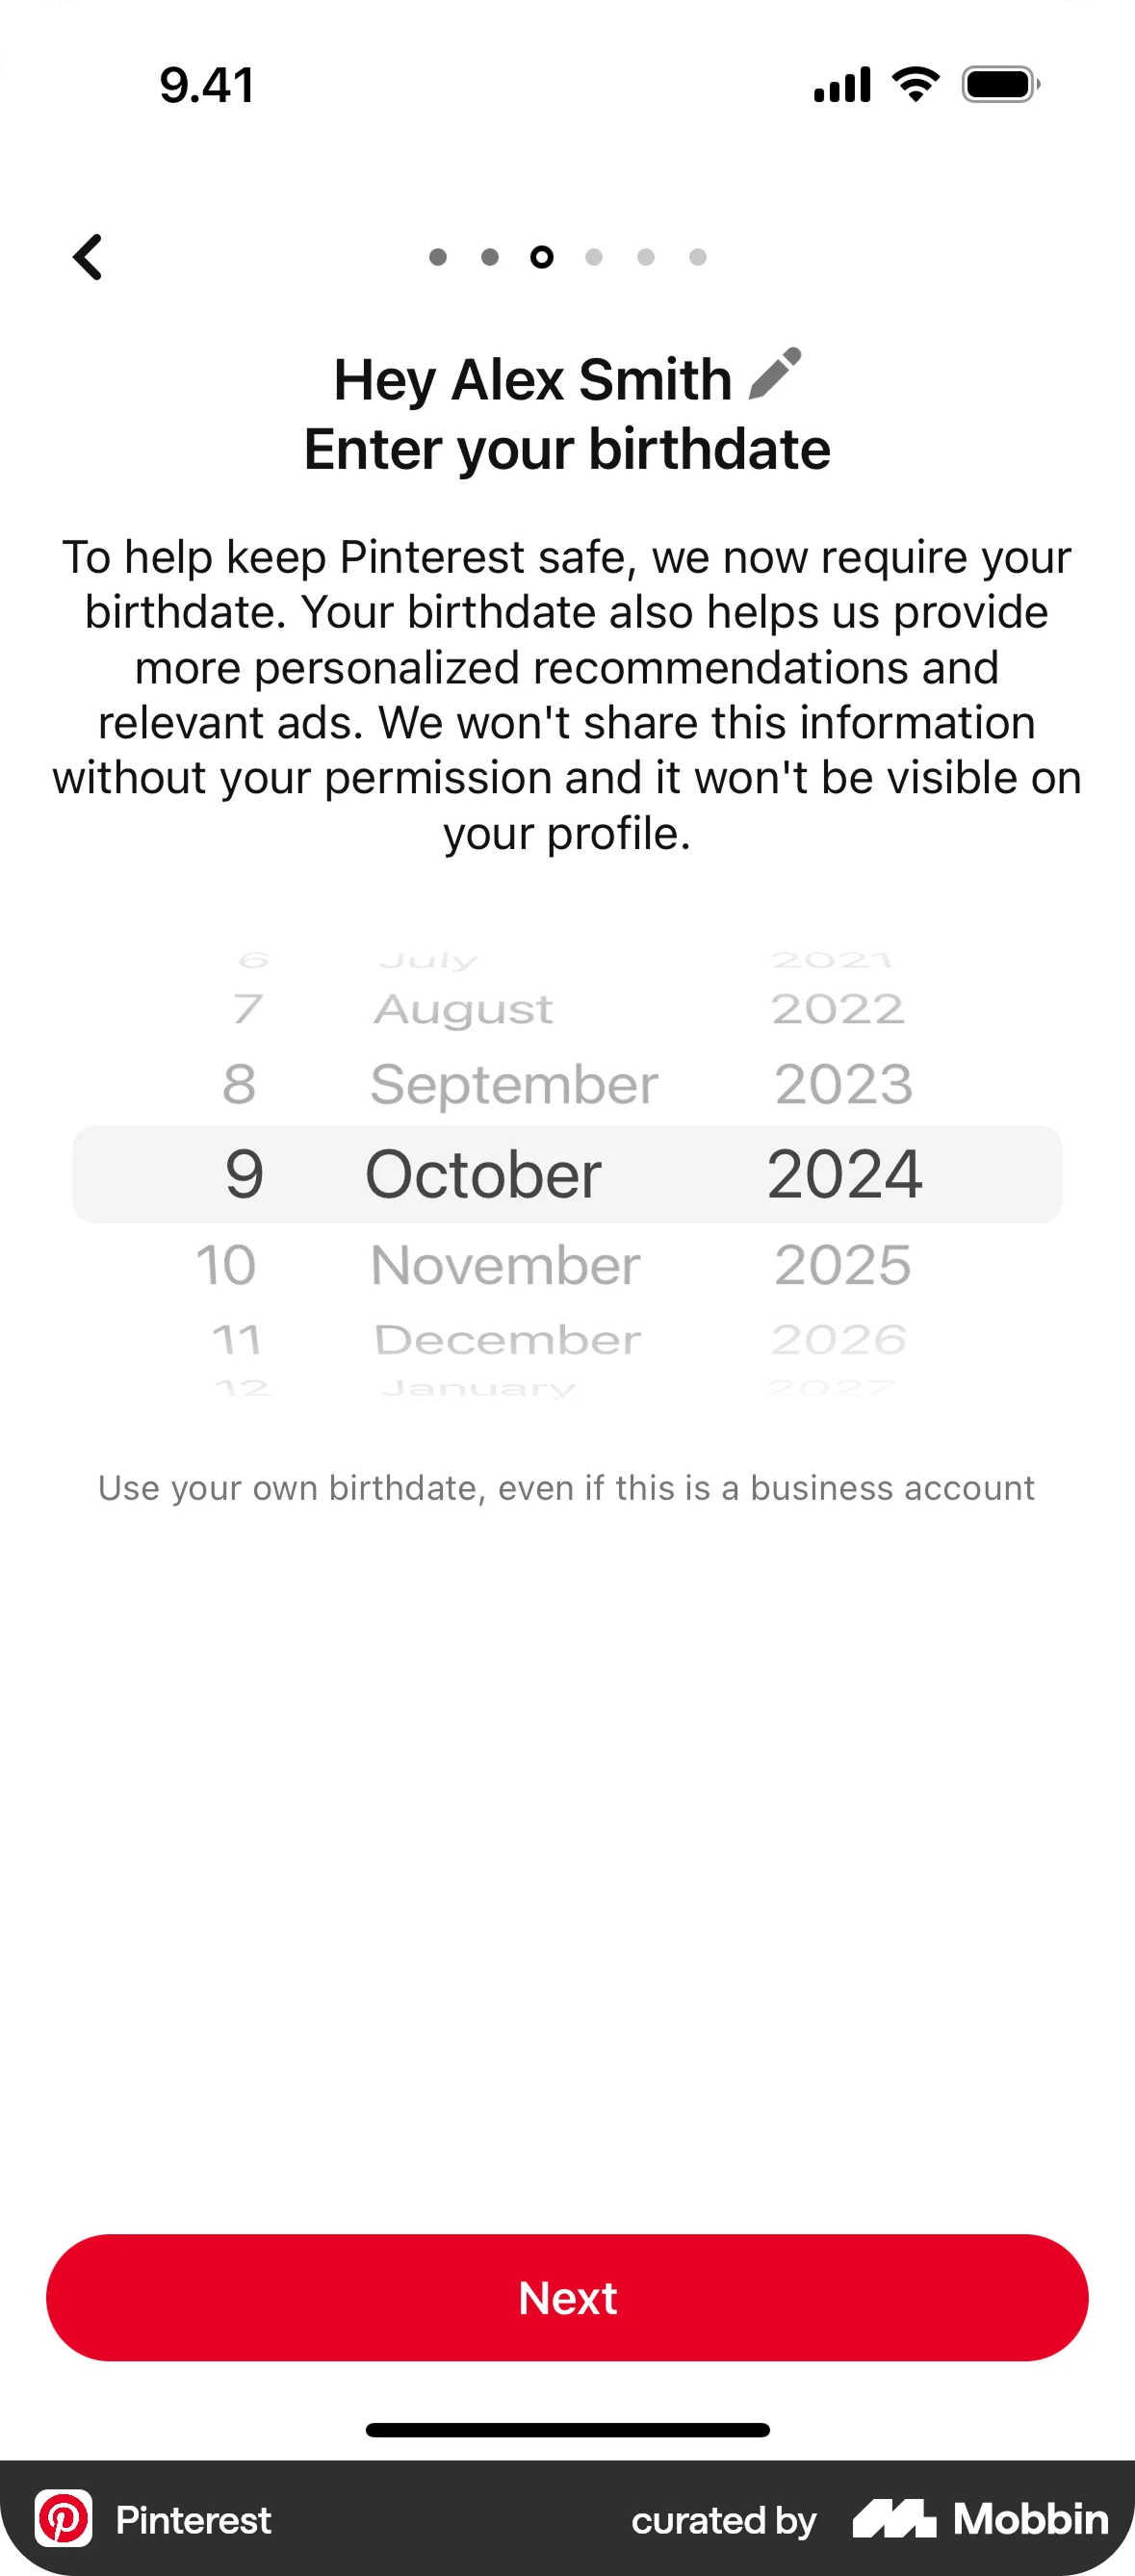 9.41
Hey Alex Smith
Enter your birthdate
To help keep Pinterest safe, we now require your
birthdate. Your birthdate also helps us provide
more personalized recommendations and
relevant ads. We won't share this information
without your permission and it won't be visible on
your profile.
6 July 2021
7 August 2022
8 September 2023
9 October 2024
10 November 2025
11 December 2026
12 January 2027
Use your own birthdate, even if this is a business account
Next
Pinterest curated by Mobbin